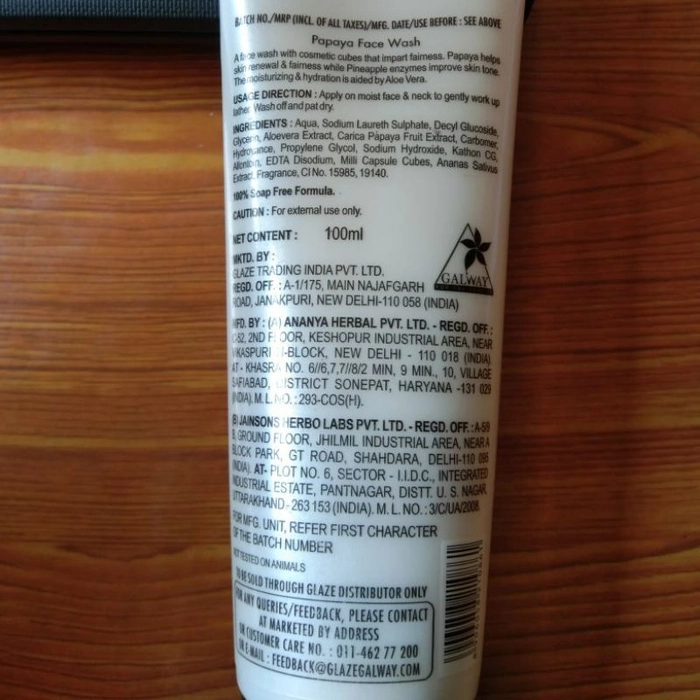 BATCH NO./MRP (INCL. OF ALL TAXES)/MFG. DATE/USE BEFORE : SEE ABOVE
Papaya Face Wash
A face wash with cosmetic cubes that impart fairness. Papaya helps
skin renewal & fairness while Pineapple enzymes improve skin tone.
The moisturizing & hydration is aided by Aloe Vera.
USAGE DIRECTION : Apply on moist face & neck to gently work up
lather. Wash off and pat dry.
INGREDIENTS : Aqua, Sodium Laureth Sulphate, Decyl Glucoside,
Glycerin, Aloevera Extract, Carica Papaya Fruit Extract, Carbomer,
Hydrovance, Propylene Glycol, Sodium Hydroxide, Kathon CG,
Allontoin, EDTA Disodium, Milli Capsule Cubes, Ananas Sativus
Extract, Fragrance, CI No. 15985, 19140.
100% Soap Free Formula.
CAUTION : For external use only.
NET CONTENT : 100ml
MKTD. BY :
GLAZE TRADING INDIA PVT. LTD.
REGD. OFF. : A-1/175, MAIN NAJAFGARH
ROAD, JANAKPURI, NEW DELHI-110 058 (INDIA)
GALWAY
MFD. BY : (A) ANANYA HERBAL PVT. LTD. - REGD. OFF. :
C-52, 2ND FLOOR, KESHOPUR INDUSTRIAL AREA, NEAR
VIKASPURI H-BLOCK, NEW DELHI - 110 018 (INDIA).
AT - KHASRA NO. 6//6,7,7//8/2 MIN, 9 MIN., 10, VILLAGE
SAFIABAD, DISTRICT SONEPAT, HARYANA -131 029
(INDIA). M. L. NO. : 293-COS(H).
(B) JAINSONS HERBO LABS PVT. LTD. - REGD. OFF. : A-5/9
B, GROUND FLOOR, JHILMIL INDUSTRIAL AREA, NEAR A
BLOCK PARK, GT ROAD, SHAHDARA, DELHI-110 095
(INDIA). AT- PLOT NO. 6, SECTOR - I.I.D.C., INTEGRATED
INDUSTRIAL ESTATE, PANTNAGAR, DISTT. U. S. NAGAR,
UTTARAKHAND - 263 153 (INDIA). M. L. NO. : 3/C/UA/2008.
FOR MFG. UNIT, REFER FIRST CHARACTER
OF THE BATCH NUMBER
NOT TESTED ON ANIMALS
TO BE SOLD THROUGH GLAZE DISTRIBUTOR ONLY
FOR ANY QUERIES/FEEDBACK, PLEASE CONTACT
AT MARKETED BY ADDRESS
OR CUSTOMER CARE NO. : 011-462 77 200
OR E-MAIL : FEEDBACK@GLAZEGALWAY.COM